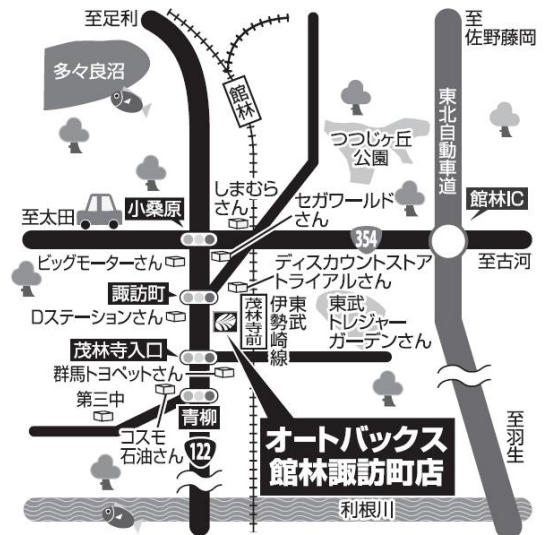 至足利
至
佐野藤岡
多々良沼
館林
東北自動車道
つつじヶ丘
公園
しまむら
さん
セガワールド
さん
小桑原
館林IC
至太田
354
至古河
ビッグモーターさん
ディスカウントストア
トライアルさん
諏訪町
Dステーションさん
茂林寺前
東武
伊勢崎線
東武
トレジャー
ガーデンさん
茂林寺入口
群馬トヨペットさん
第三中
青柳
コスモ
石油さん
122
オートバックス
館林諏訪町店
至羽生
利根川